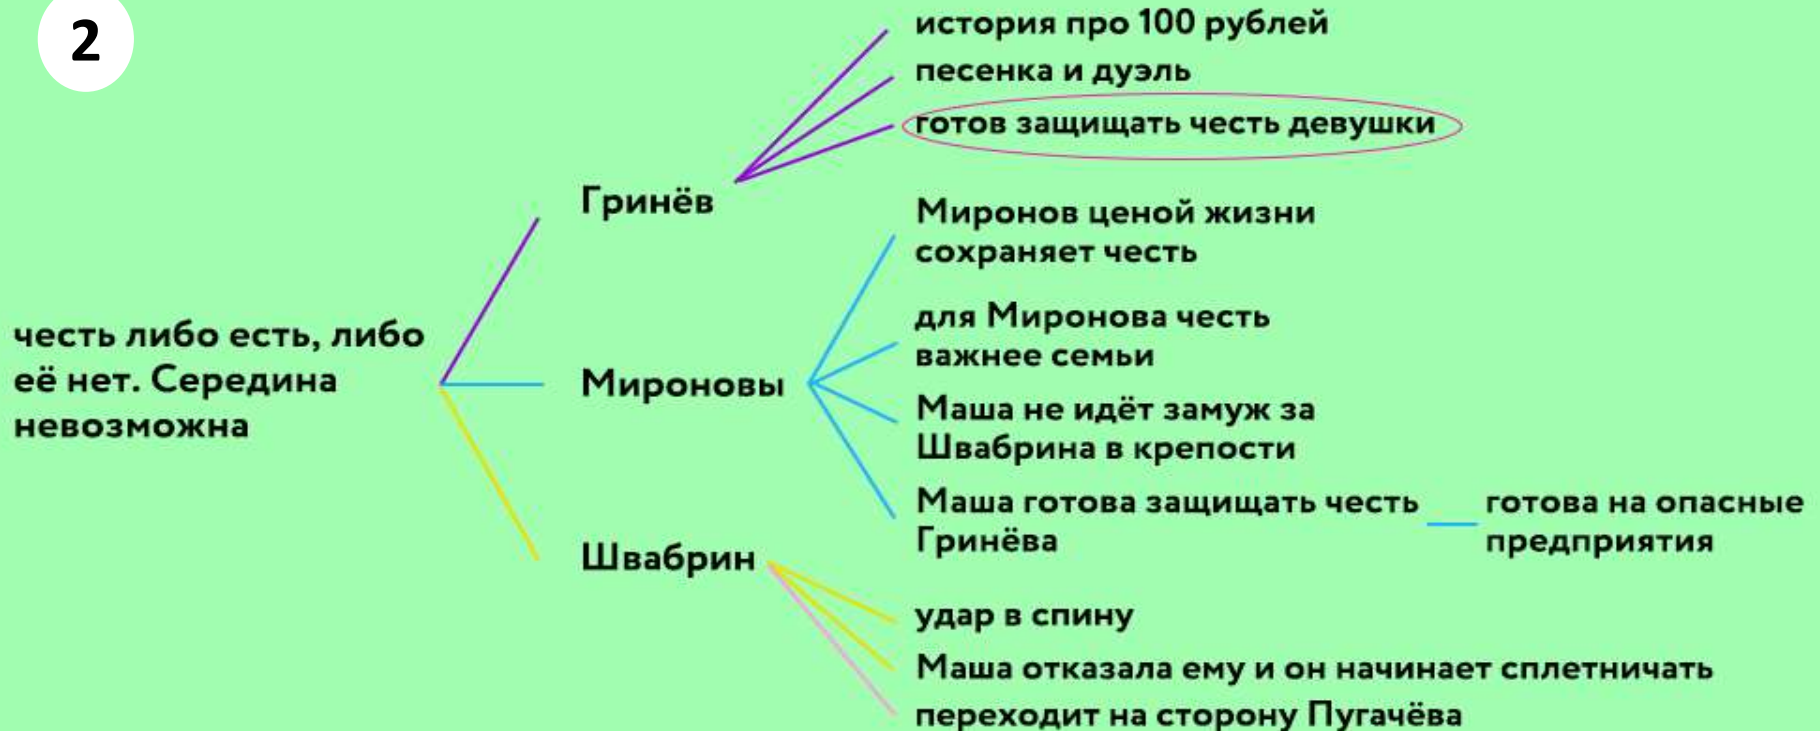 2
история про 100 рублей
песенка и дуэль
готов защищать честь девушки
Гринёв
Миронов ценой жизни
сохраняет честь
для Миронова честь
важнее семьи
честь либо есть, либо
её нет. Середина
невозможна
Мироновы
Маша не идёт замуж за
Швабрина в крепости
Маша готова защищать честь
Гринёва
готова на опасные
предприятия
Швабрин
удар в спину
Маша отказала ему и он начинает сплетничать
переходит на сторону Пугачёва